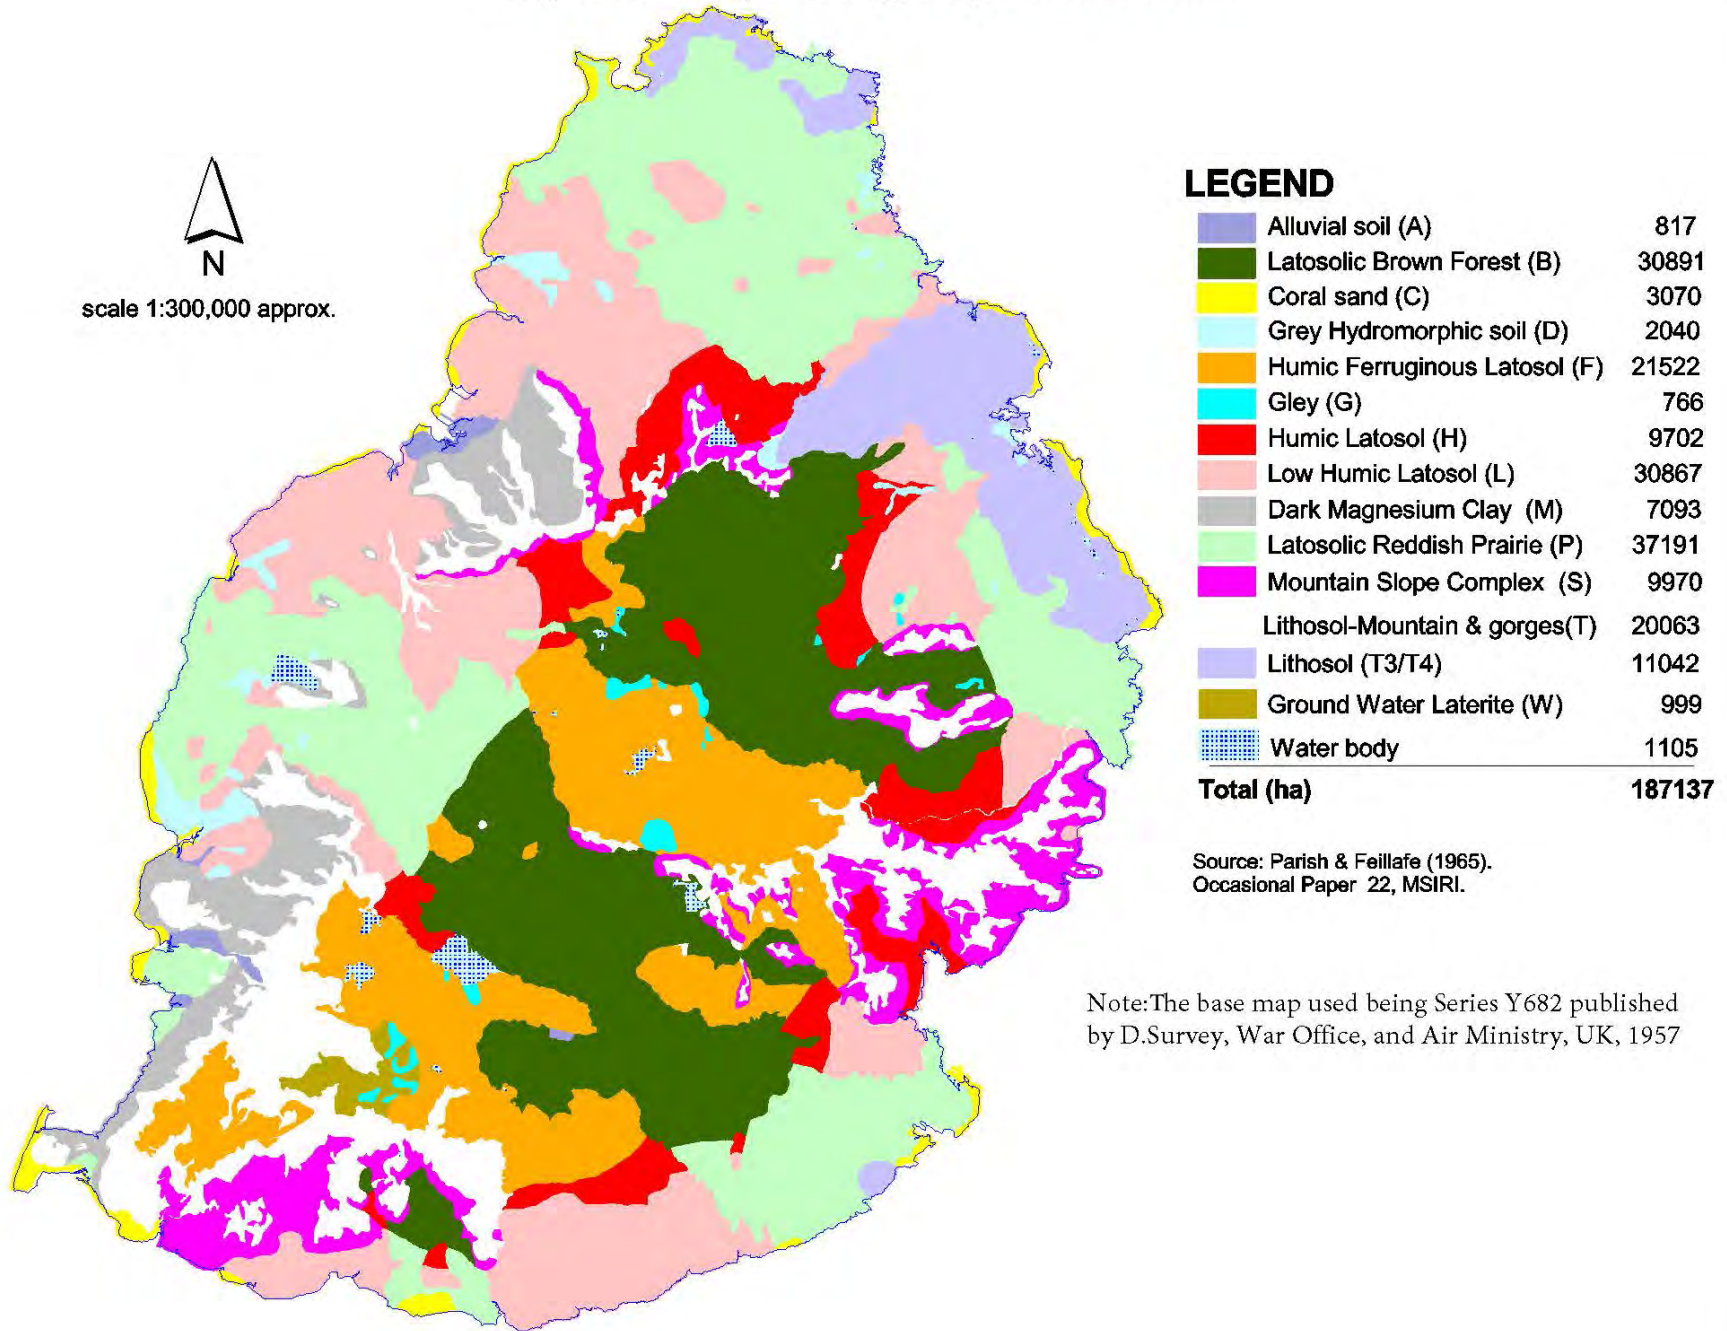 N
scale 1:300,000 approx.
LEGEND
Alluvial soil (A) 817
Latosolic Brown Forest (B) 30891
Coral sand (C) 3070
Grey Hydromorphic soil (D) 2040
Humic Ferruginous Latosol (F) 21522
Gley (G) 766
Humic Latosol (H) 9702
Low Humic Latosol (L) 30867
Dark Magnesium Clay (M) 7093
Latosolic Reddish Prairie (P) 37191
Mountain Slope Complex (S) 9970
Lithosol-Mountain & gorges(T) 20063
Lithosol (T3/T4) 11042
Ground Water Laterite (W) 999
Water body 1105
Total (ha) 187137
Source: Parish & Feillafe (1965).
Occasional Paper 22, MSIRI.
Note:The base map used being Series Y682 published
by D.Survey, War Office, and Air Ministry, UK, 1957